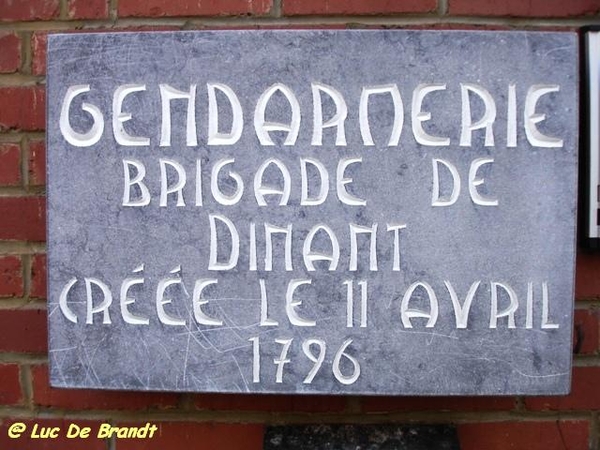 GENDARMERIE
BRIGADE DE
DINANT
CRÉÉE LE 11 AVRIL
1796
@ Luc De Brandt